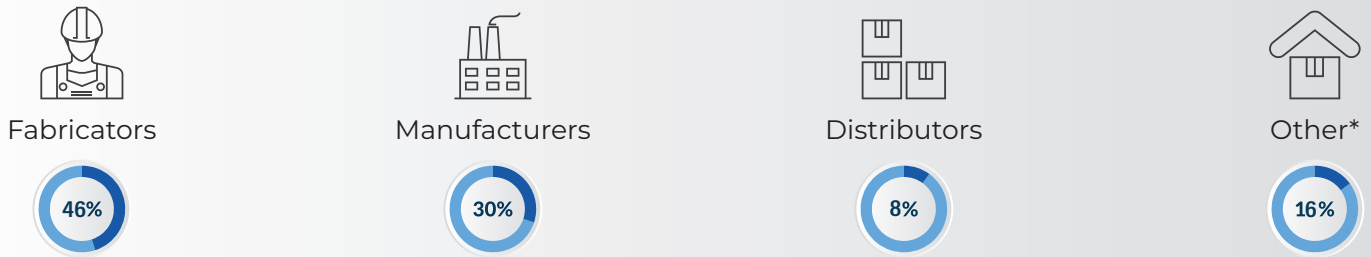 Fabricators
Manufacturers
Distributors
Other*
46%
30%
8%
16%